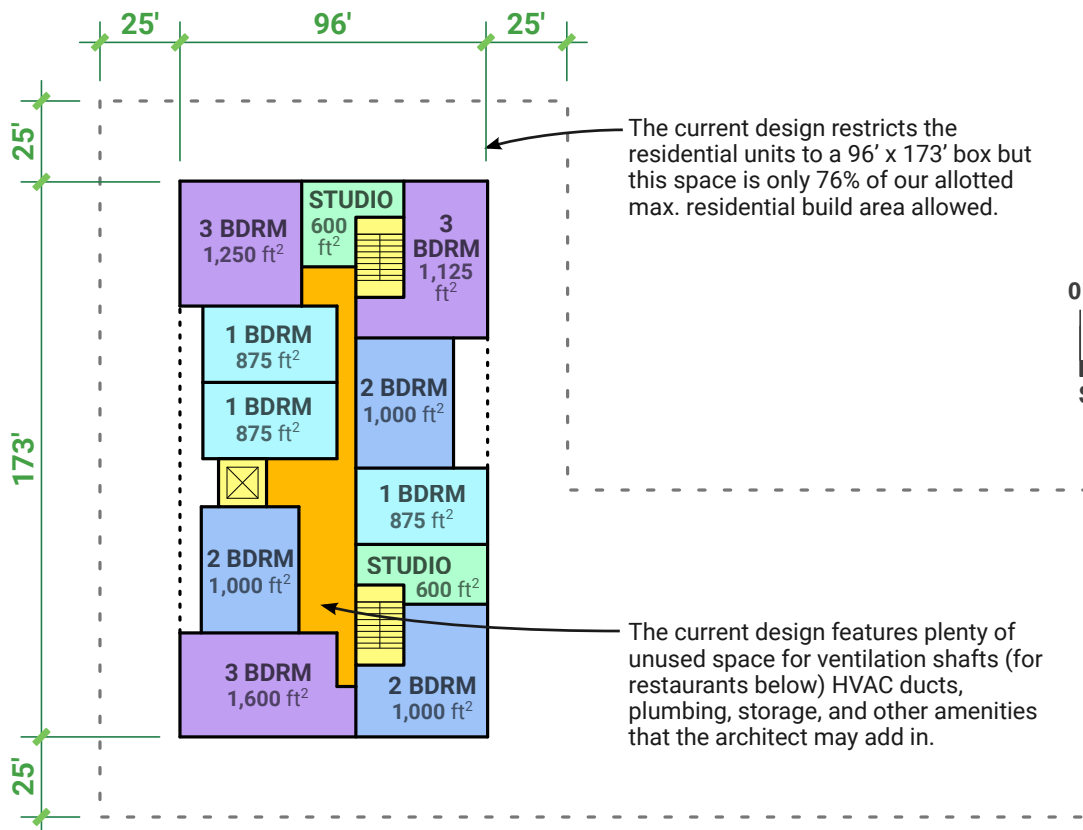 25'
96'
25'
25'
173'
25'
The current design restricts the
residential units to a 96’ x 173’ box but
this space is only 76% of our allotted
max. residential build area allowed.
3 BDRM
1,250 ft²
STUDIO
600
ft²
3
BDRM
1,125
ft²
0
1 BDRM
875 ft²
2 BDRM
1,000 ft²
1 BDRM
875 ft²
1 BDRM
875 ft²
2 BDRM
1,000 ft²
STUDIO
600 ft²
3 BDRM
1,600 ft²
2 BDRM
1,000 ft²
The current design features plenty of
unused space for ventilation shafts (for
restaurants below) HVAC ducts,
plumbing, storage, and other amenities
that the architect may add in.